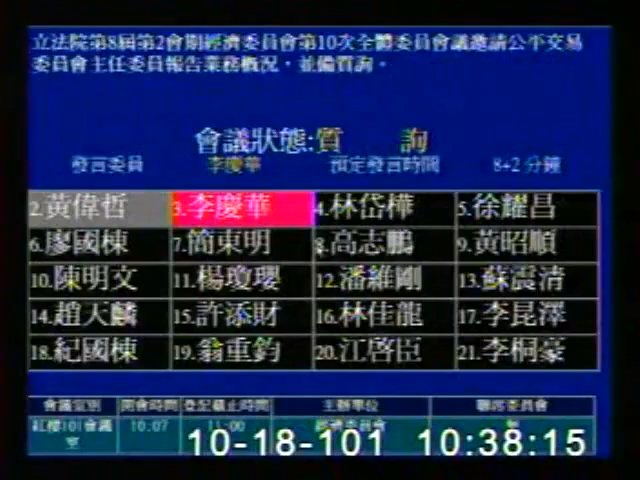 立法院第8屆第2會期經濟委員會第10次全體委員會議邀請公平交易
委員會主任委員報告業務概況，並備質詢。
會議狀態:質 詢
發言委員 李慶華 預定發言時間 8+2 分鐘
2.黃偉哲 3.李慶華 4.林岱樺 5.徐耀昌
6.廖國棟 7.簡東明 8.高志鵬 9.黃昭順
10.陳明文 11.楊瓊瓔 12.潘維剛 13.蘇震清
14.趙天麟 15.許添財 16.林佳龍 17.李昆澤
18.紀國棟 19.翁重鈞 20.江啓臣 21.李桐豪
會議室別 開會時間 登記截止時間 主辦單位 聯席委員會
紅樓101會議室 10:07 11:00 經濟委員會 無
10-18-101 10:38:15